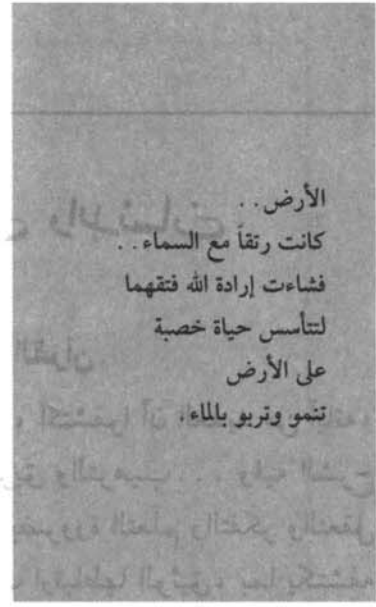 الأرض..
كانت رتقاً مع السماء..
فشاءت إرادة الله فتقهما
لتتأسس حياة خصبة
على الأرض
تنمو وتربو بالماء.